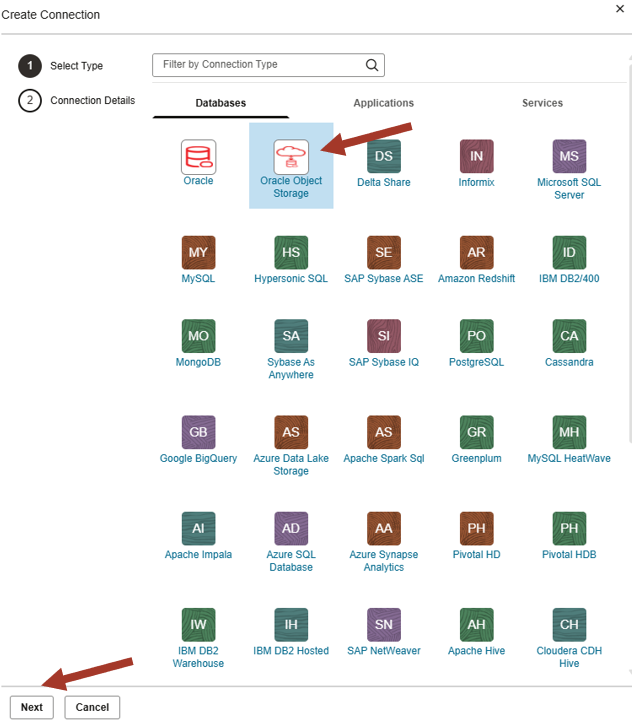 Create Connection
×
1 Select Type
Filter by Connection Type
2 Connection Details
Databases Applications Services
DS IN MS
Oracle Oracle Object Storage Delta Share Informix Microsoft SQL Server
MY HS SE AR ID
MySQL Hypersonic SQL SAP Sybase ASE Amazon Redshift IBM DB2/400
MO SA SI PO CA
MongoDB Sybase As Anywhere SAP Sybase IQ PostgreSQL Cassandra
GB AS AS GR MH
Google BigQuery Azure Data Lake Storage Apache Spark Sql Greenplum MySQL HeatWave
AI AD AA PH PH
Apache Impala Azure SQL Database Azure Synapse Analytics Pivotal HD Pivotal HDB
IW IH SN AH CH
IBM DB2 Warehouse IBM DB2 Hosted SAP NetWeaver Apache Hive Cloudera CDH Hive
Next Cancel